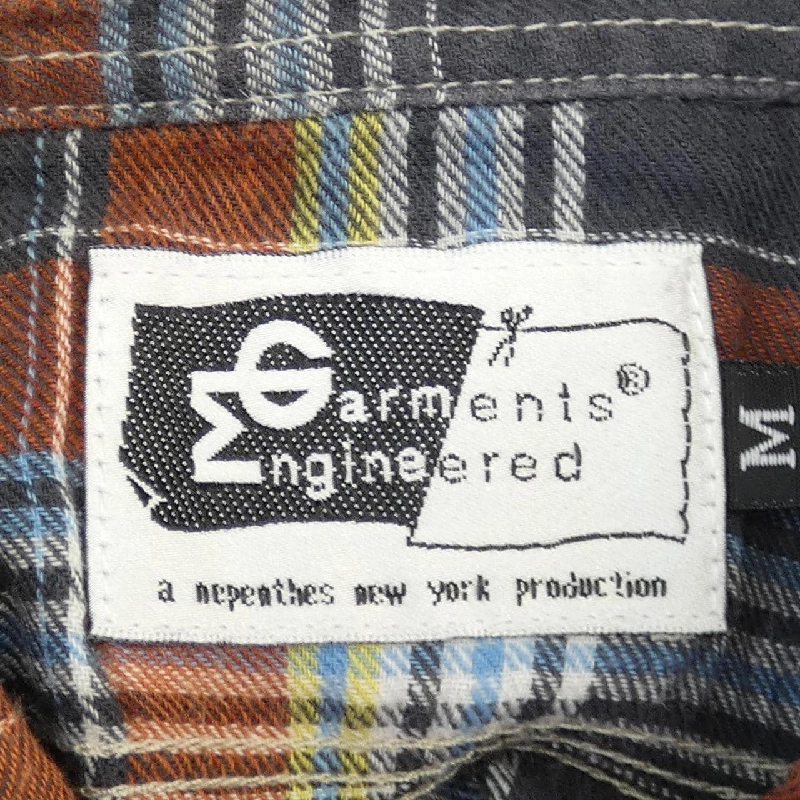 Garments®
Engineered
a nepenthes new york production
M